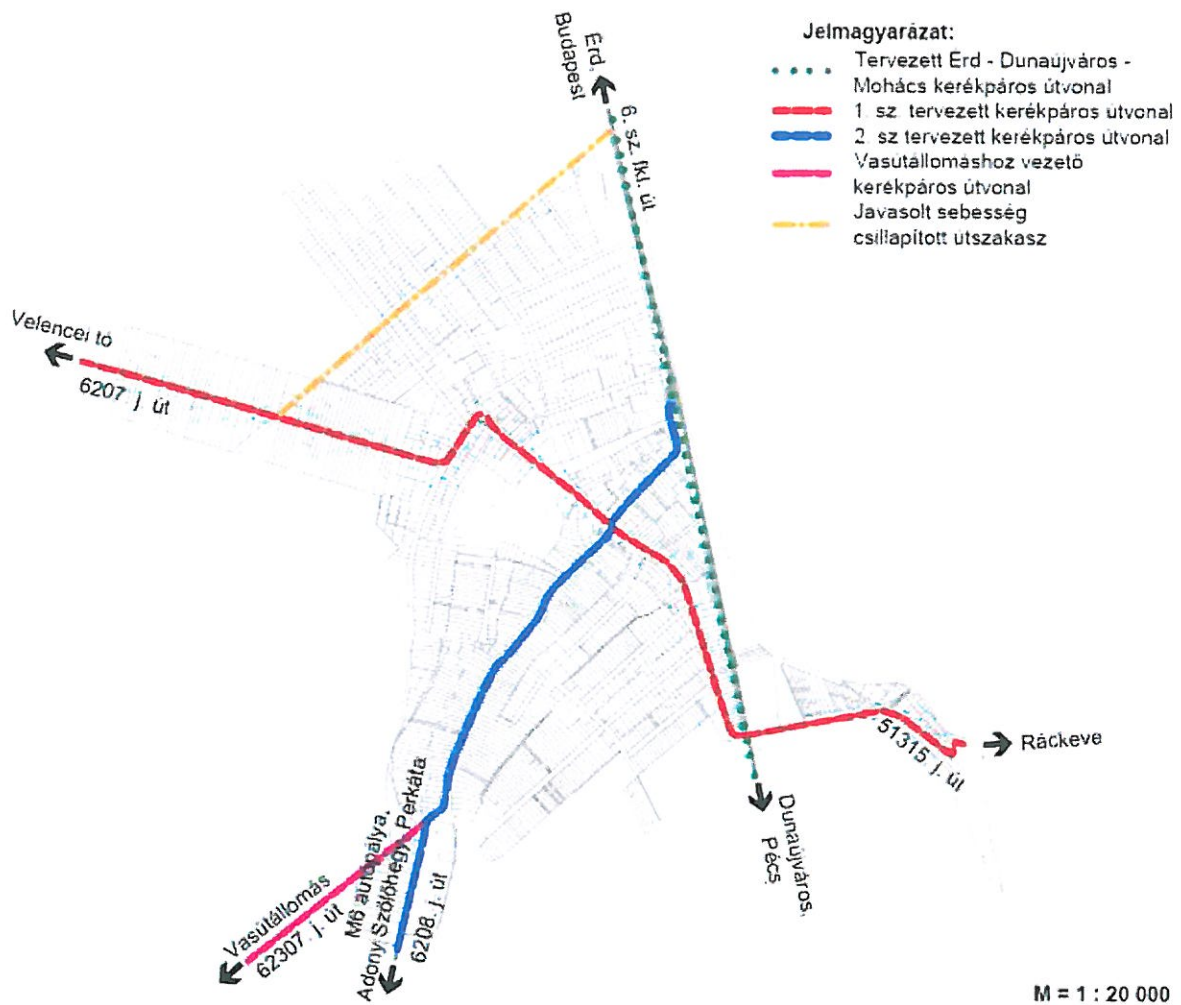 Jelmagyarázat:
Tervezett Érd - Dunaújváros -
Mohács kerékpáros útvonal
1. sz. tervezett kerékpáros útvonal
2. sz tervezett kerékpáros útvonal
Vasútállomáshoz vezető
kerékpáros útvonal
Javasolt sebesség
csillapított útszakasz
Érd,
Budapest
6. sz. fkl. út
Velencei tó
6207. j. út
51315. j. út
Ráckeve
Dunaújváros,
Pécs
Vasútállomás
62307. j. út
M6 autópálya,
Adony Szőlőhegy, Perkáta
6208. j. út
M = 1 : 20 000